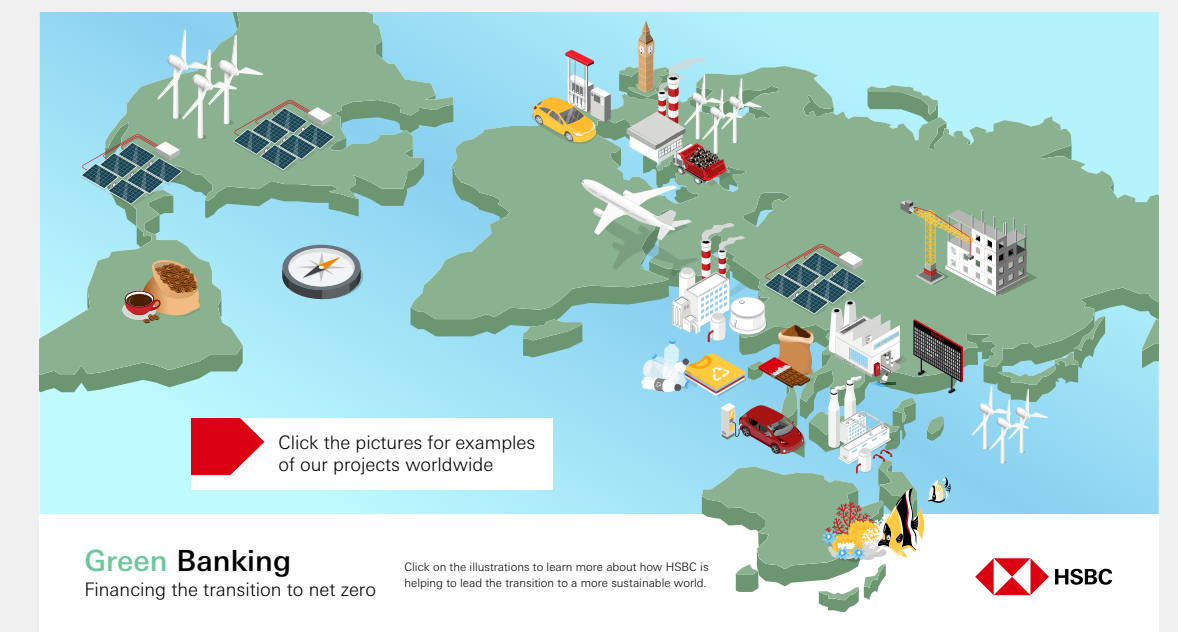 Click the pictures for examples
of our projects worldwide
Green Banking
Financing the transition to net zero
Click on the illustrations to learn more about how HSBC is
helping to lead the transition to a more sustainable world.
HSBC